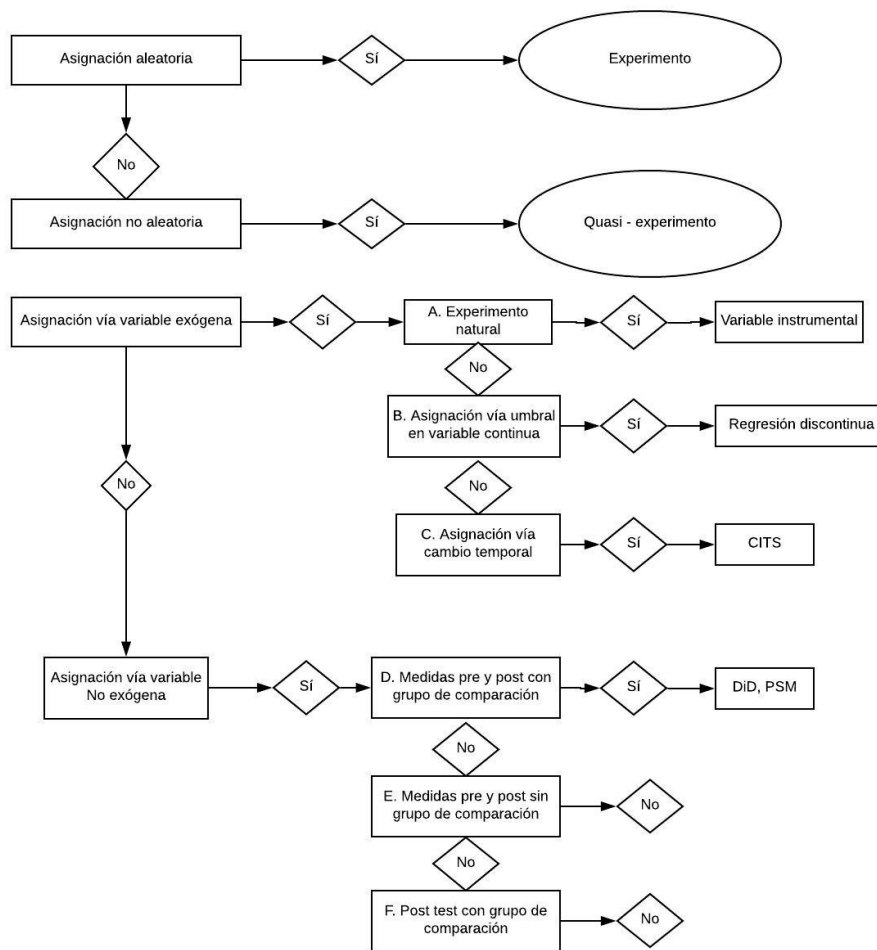 Asignación aleatoria
Sí
Experimento
No
Asignación no aleatoria
Sí
Quasi - experimento
Asignación vía variable exógena
Sí
A. Experimento
natural
Sí
Variable instrumental
No
B. Asignación vía umbral
en variable continua
Sí
Regresión discontinua
No
No
C. Asignación vía
cambio temporal
Sí
CITS
Asignación vía variable
No exógena
Sí
D. Medidas pre y post con
grupo de comparación
Sí
DiD, PSM
No
E. Medidas pre y post sin
grupo de comparación
No
No
F. Post test con grupo de
comparación
No